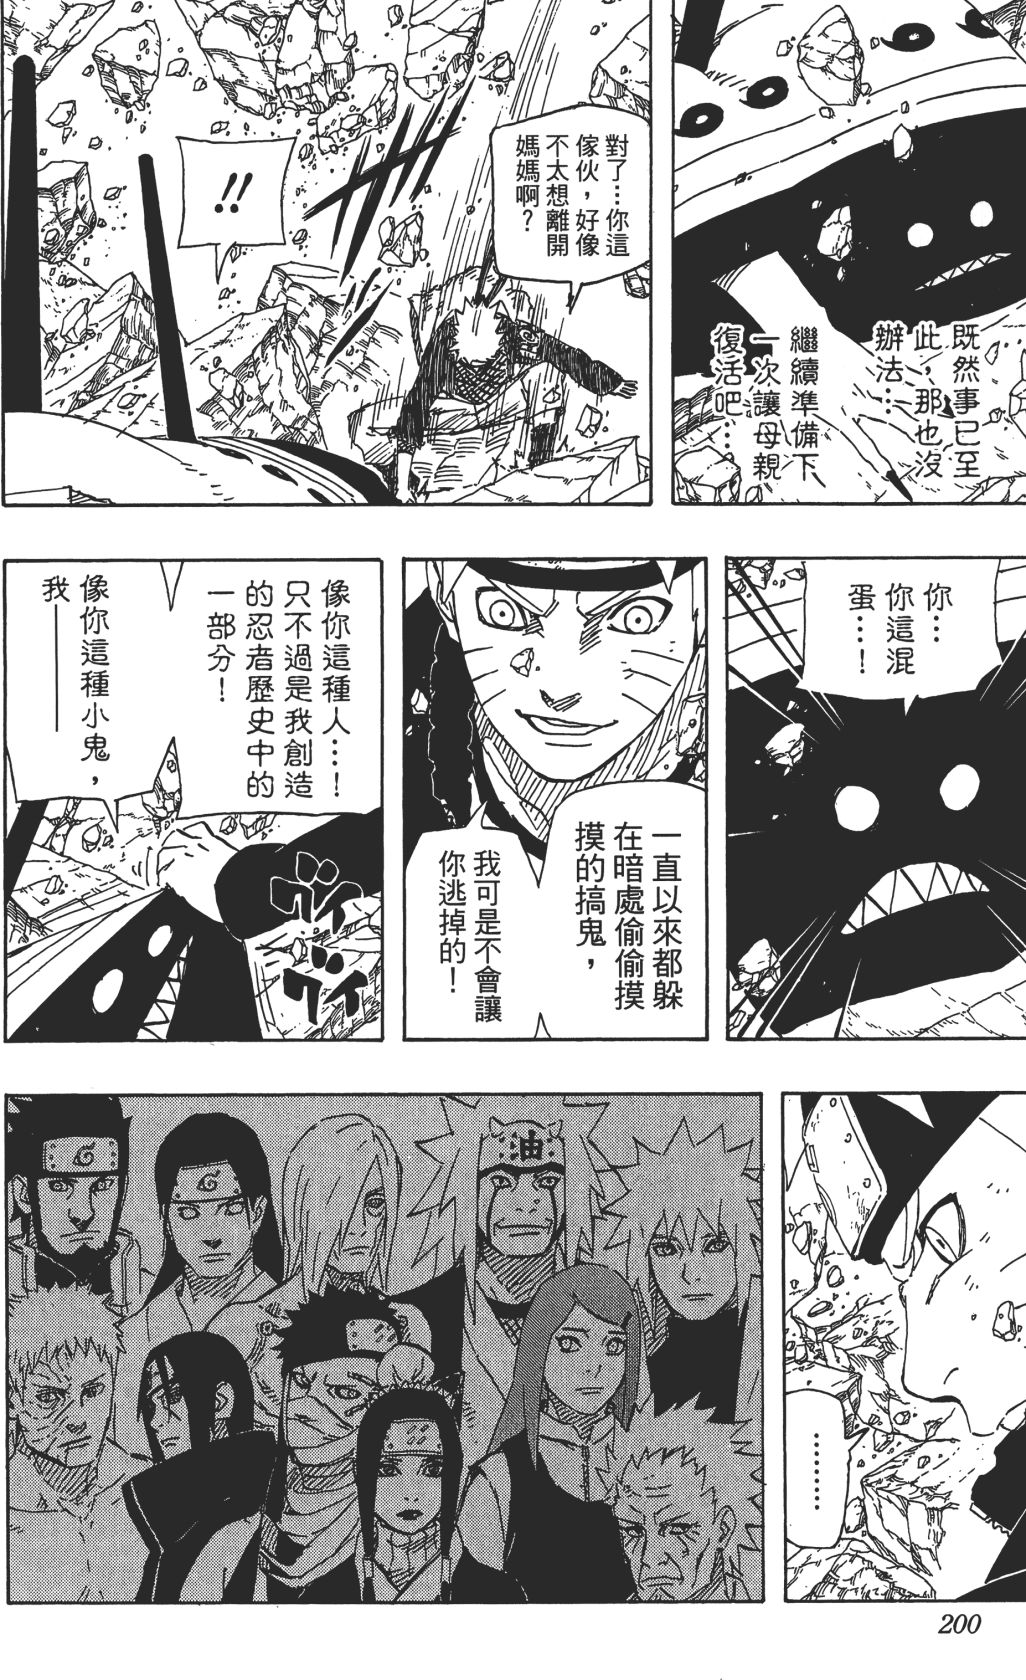 既然事已至
此，那也沒
辦法…
繼續準備下
一次讓母親
復活吧……
對了…你這
傢伙，好像
不太想離開
媽媽啊？
!!
你…
你這混
蛋…！
一直以來都躲
在暗處偷偷摸
摸的搞鬼，
我可是不會讓
你逃掉的！
像你這種人…！
只不過是我創造
的忍者歷史中的
一部分！
像你這種小鬼，
我——
グイ
グイ
………
油
200